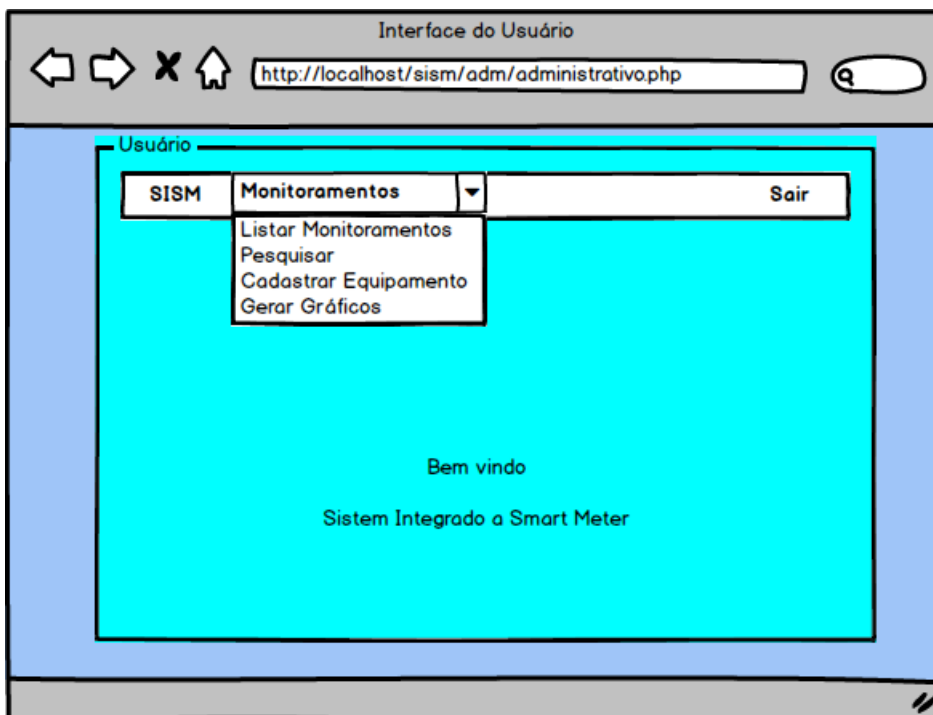 Interface do Usuário
http://localhost/sism/adm/administrativo.php
Usuário
SISM Monitoramentos Sair
Listar Monitoramentos
Pesquisar
Cadastrar Equipamento
Gerar Gráficos
Bem vindo
Sistem Integrado a Smart Meter